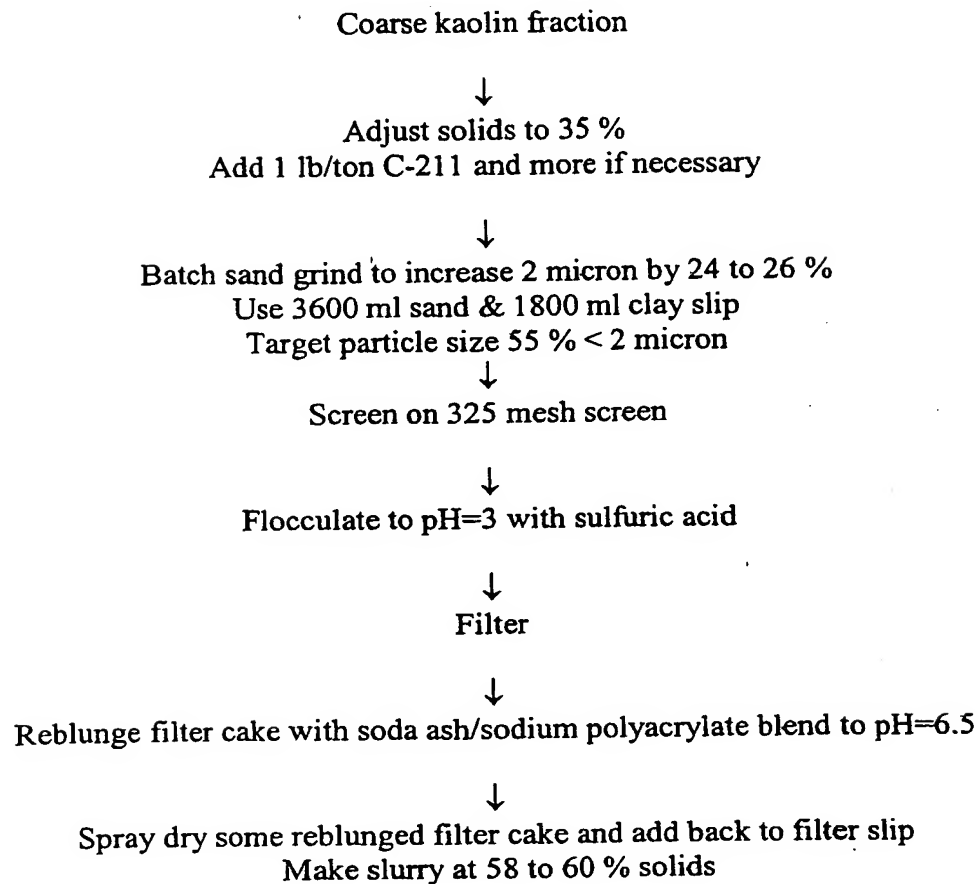 Coarse kaolin fraction
↓
Adjust solids to 35 %
Add 1 lb/ton C-211 and more if necessary
↓
Batch sand grind to increase 2 micron by 24 to 26 %
Use 3600 ml sand & 1800 ml clay slip
Target particle size 55 % < 2 micron
↓
Screen on 325 mesh screen
↓
Flocculate to pH=3 with sulfuric acid
↓
Filter
↓
Reblunge filter cake with soda ash/sodium polyacrylate blend to pH=6.5
↓
Spray dry some reblunged filter cake and add back to filter slip
Make slurry at 58 to 60 % solids